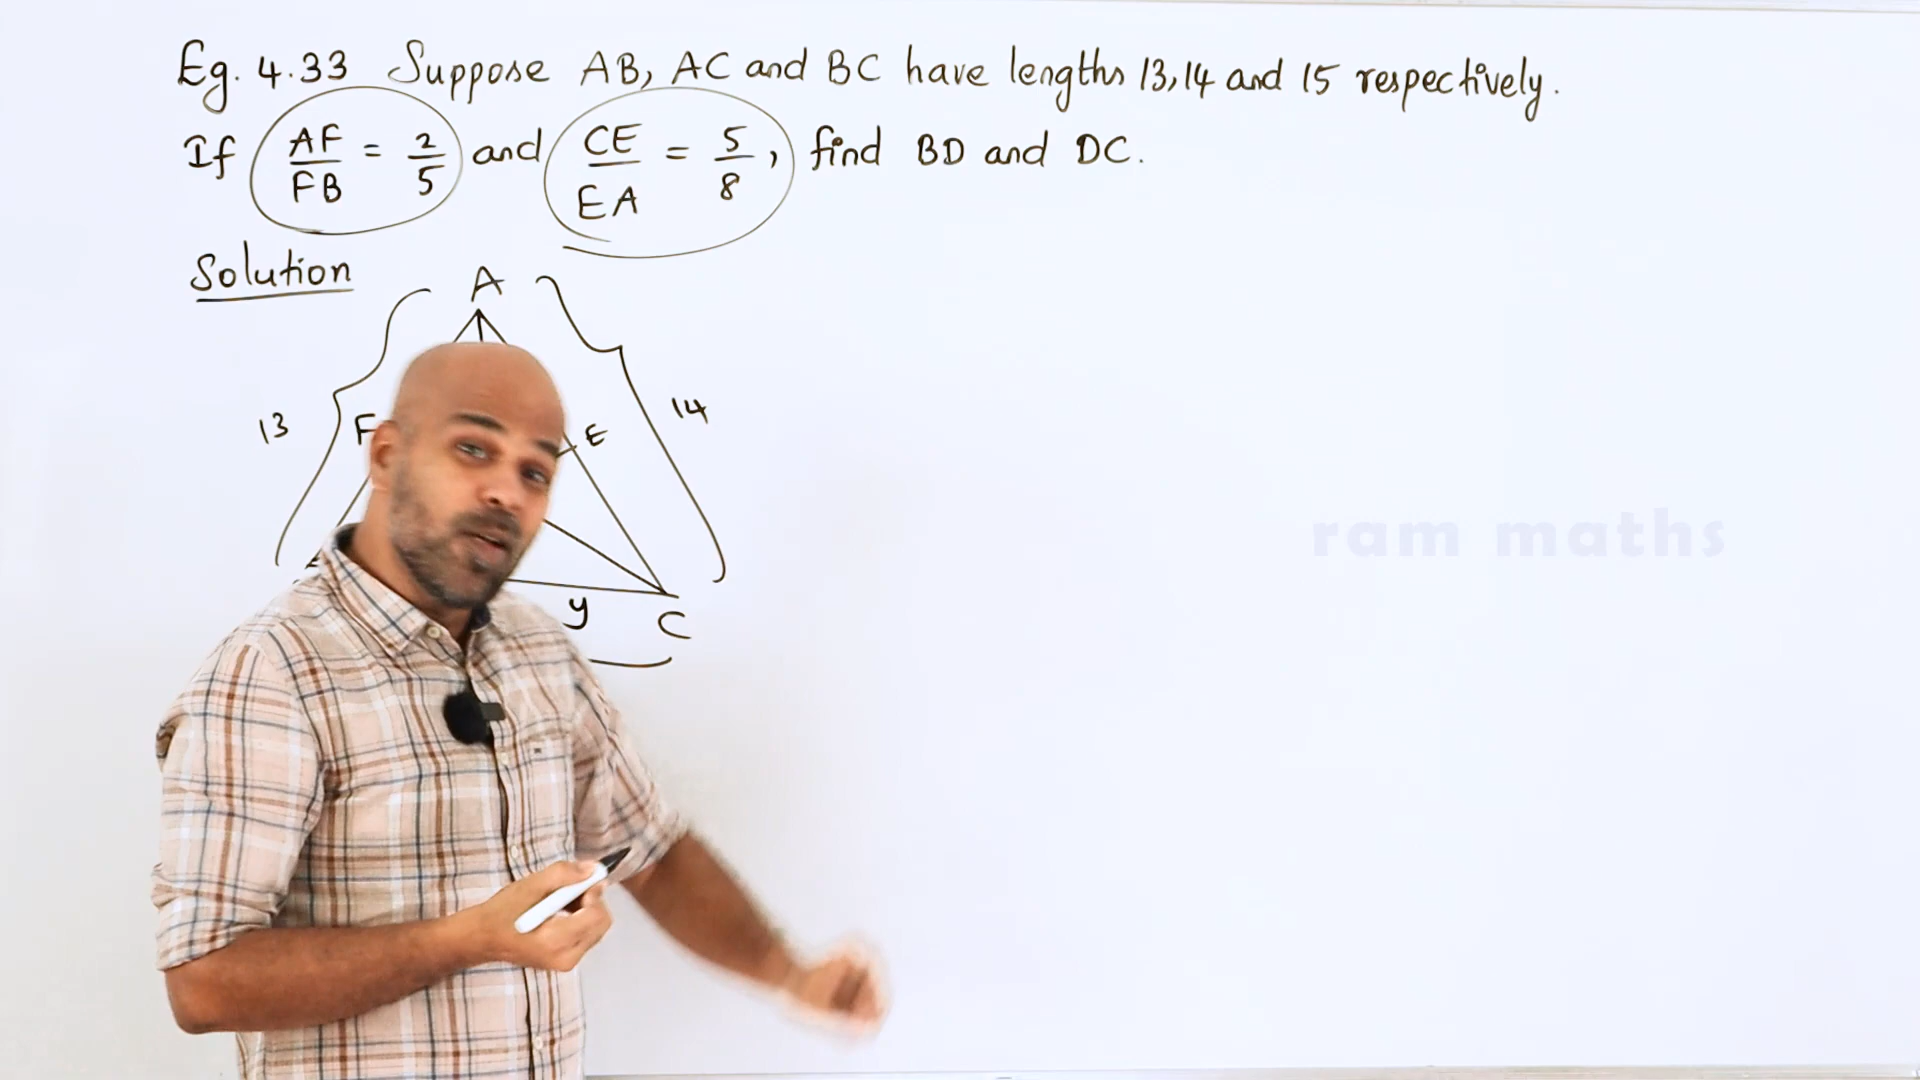 Eg. 4.33 Suppose AB, AC and BC have lengths 13, 14 and 15 respectively.
If AF/FB = 2/5 and CE/EA = 5/8, find BD and DC.
Solution
A
13
F
E
14
y
C
ram maths